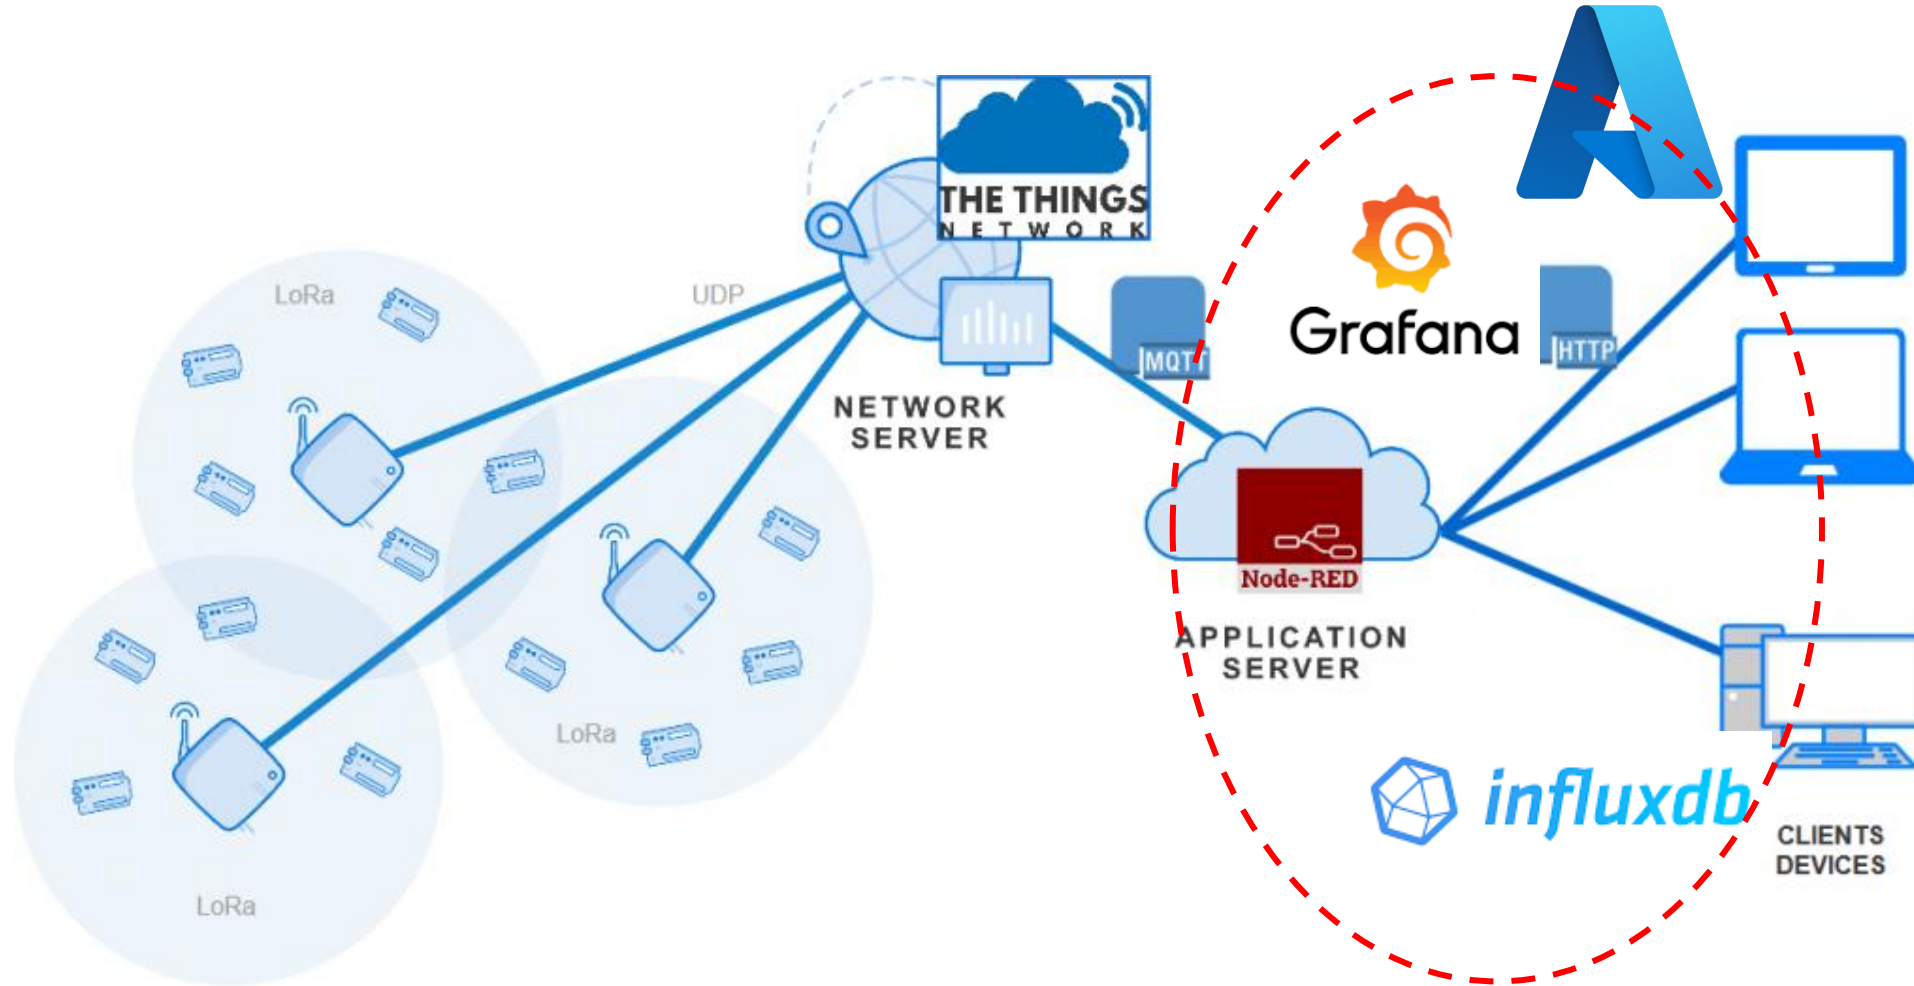 THE THINGS
NETWORK
LoRa
UDP
MQTT
Grafana
HTTP
NETWORK
SERVER
Node-RED
APPLICATION
SERVER
LoRa
influxdb
CLIENTS
DEVICES
LoRa